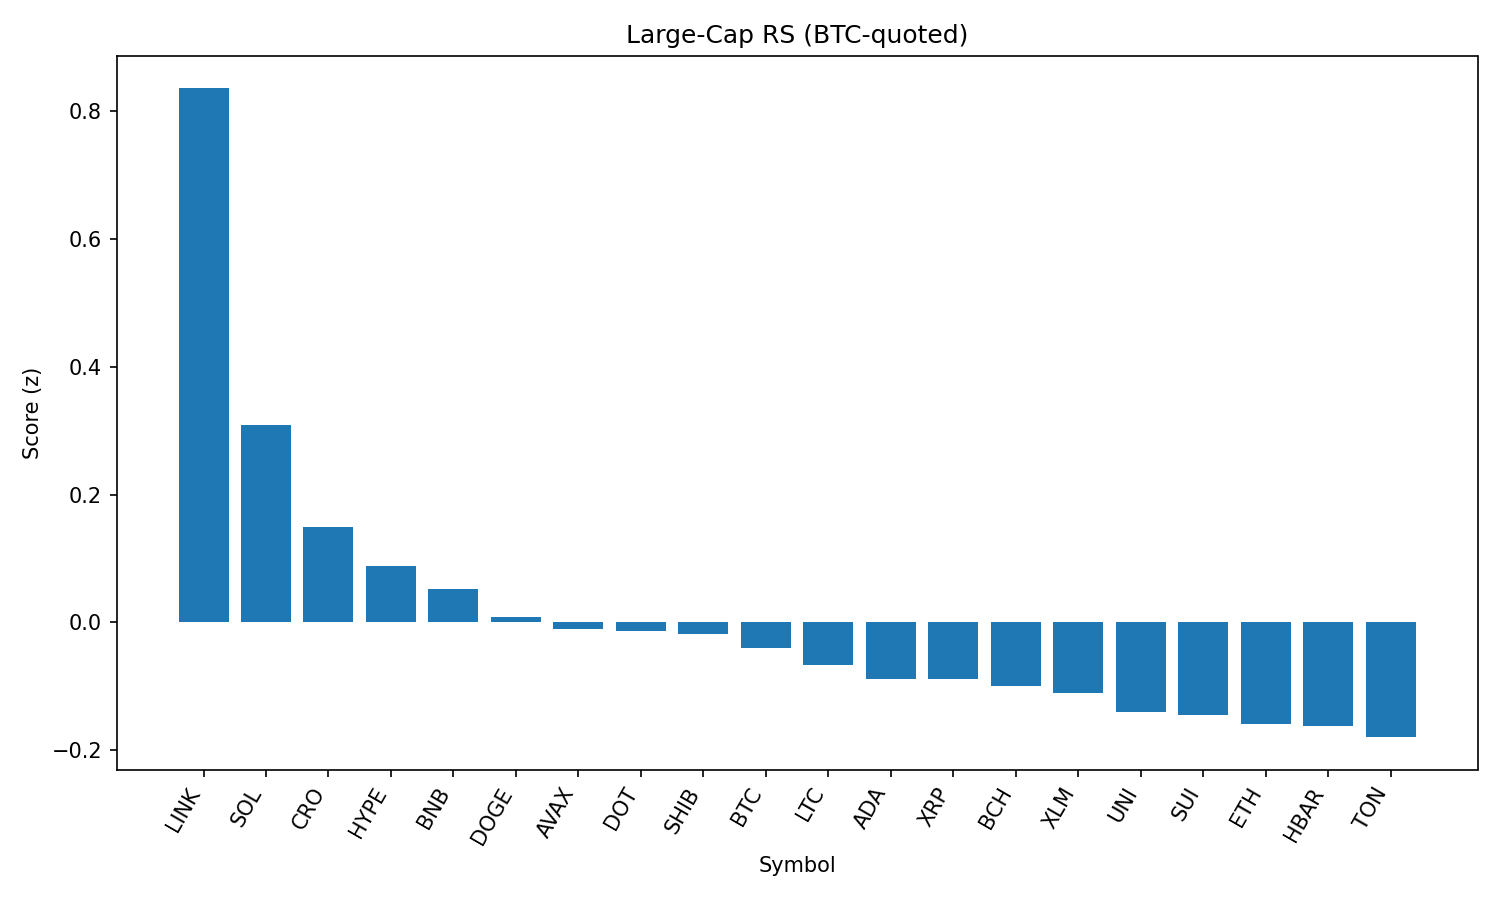 Large-Cap RS (BTC-quoted)
Score (z)
0.8
0.6
0.4
0.2
0.0
−0.2
LINK
SOL
CRO
HYPE
BNB
DOGE
AVAX
DOT
SHIB
BTC
LTC
ADA
XRP
BCH
XLM
UNI
SUI
ETH
HBAR
TON
Symbol